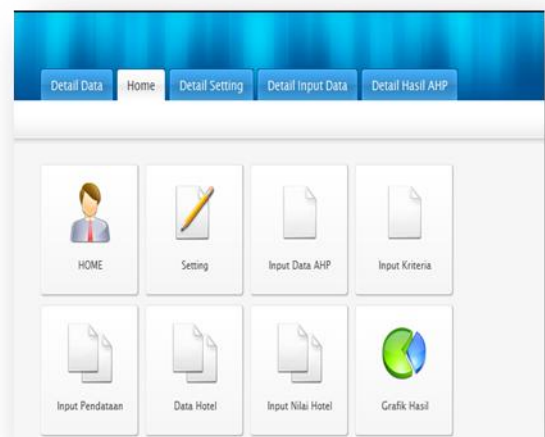 Detail Data Home Detail Setting Detail Input Data Detail Hasil AHP
HOME Setting Input Data AHP Input Kriteria
Input Pendataan Data Hotel Input Nilai Hotel Grafik Hasil